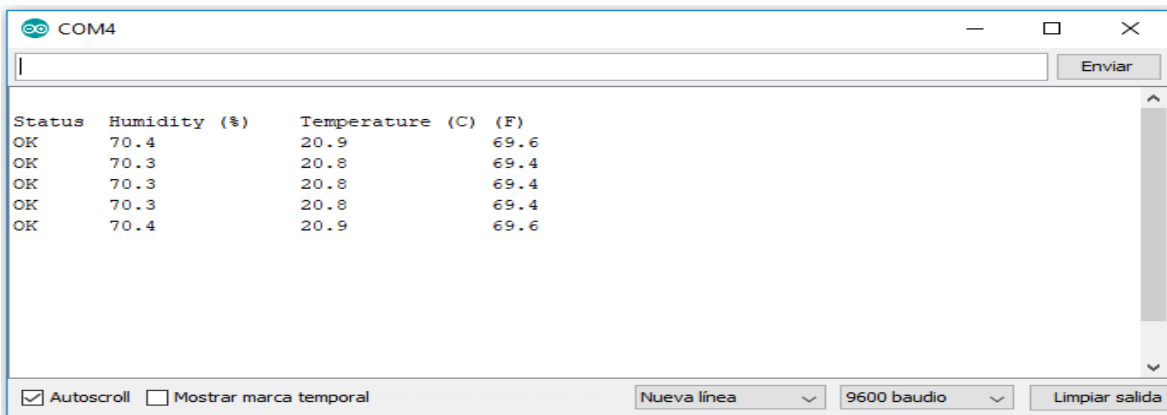 COM4
Enviar
Status Humidity (%) Temperature (C) (F)
OK 70.4 20.9 69.6
OK 70.3 20.8 69.4
OK 70.3 20.8 69.4
OK 70.3 20.8 69.4
OK 70.4 20.9 69.6
Autoscroll Mostrar marca temporal Nueva línea 9600 baudio Limpiar salida